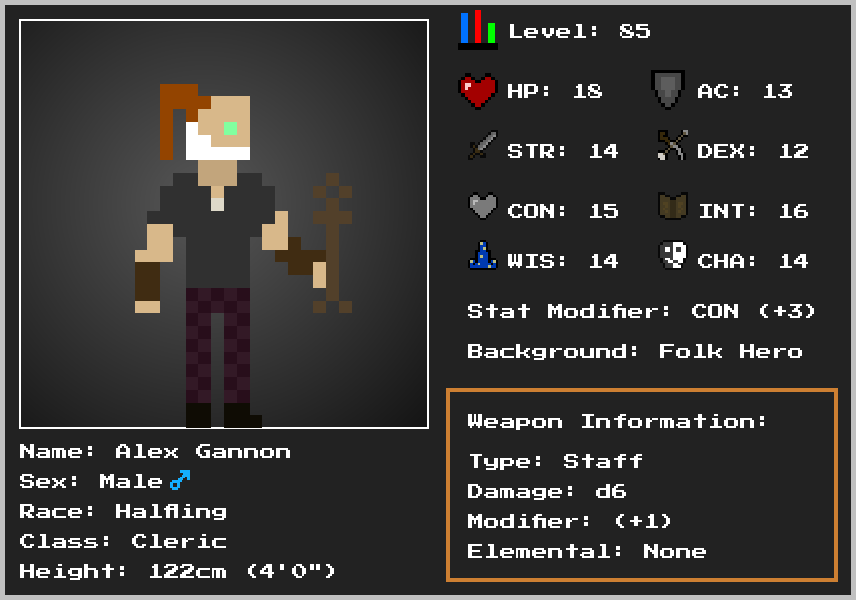 Level: 85
HP: 18 AC: 13
STR: 14 DEX: 12
CON: 15 INT: 16
WIS: 14 CHA: 14
Stat Modifier: CON (+3)
Background: Folk Hero
Weapon Information:
Type: Staff
Damage: d6
Modifier: (+1)
Elemental: None
Name: Alex Gannon
Sex: Male ♂
Race: Halfling
Class: Cleric
Height: 122cm (4'0")